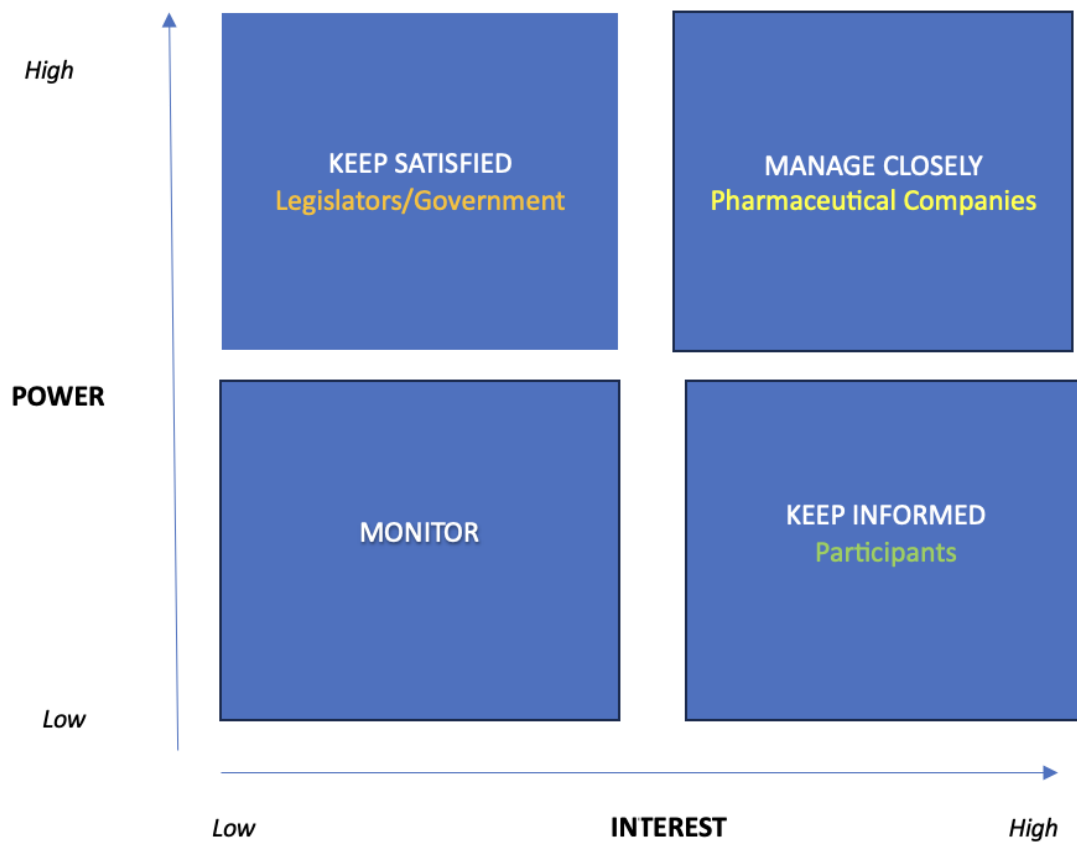 High
KEEP SATISFIED
Legislators/Government
MANAGE CLOSELY
Pharmaceutical Companies
POWER
MONITOR
KEEP INFORMED
Participants
Low
Low
INTEREST
High